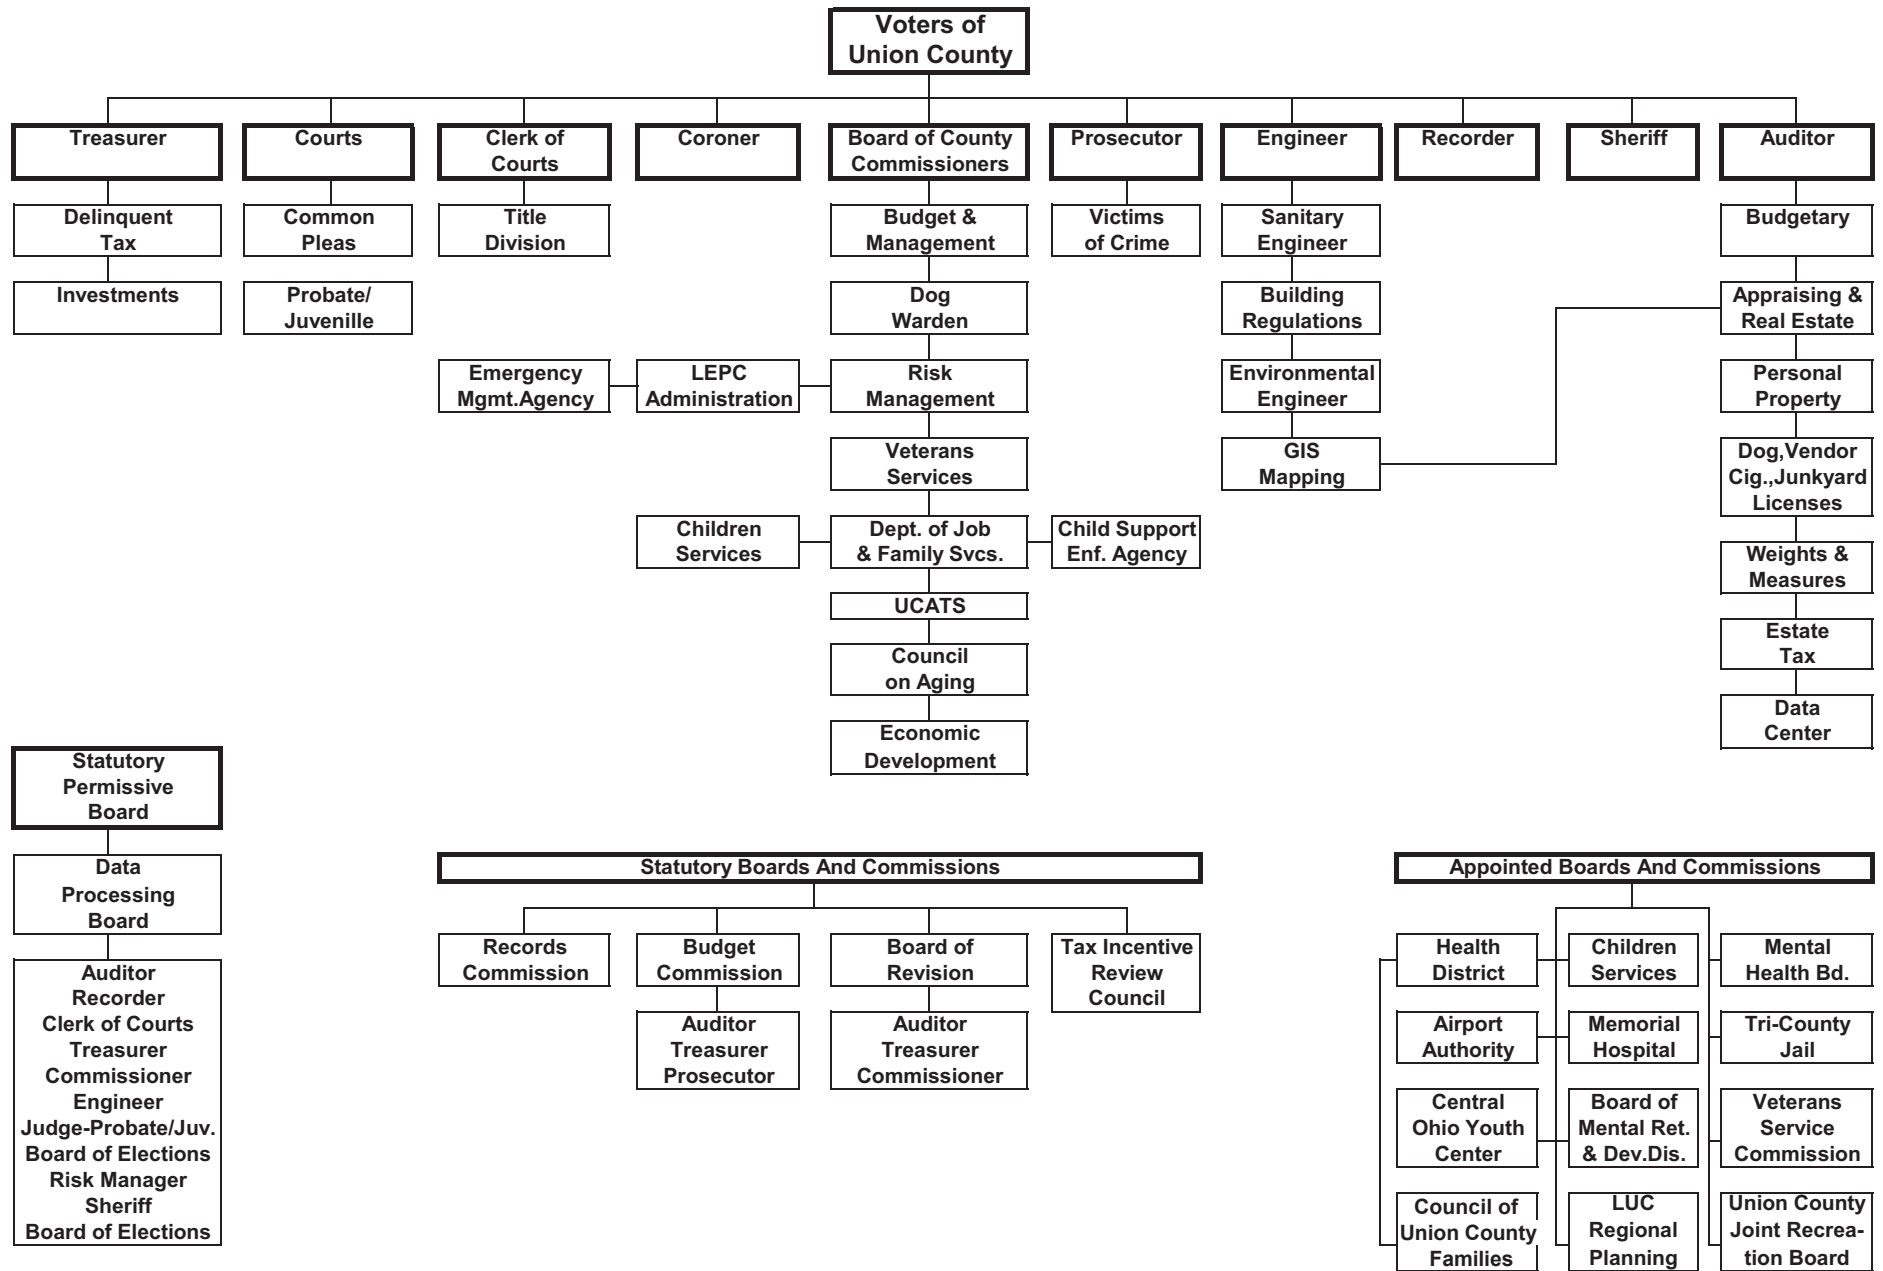 Voters of
Union County
Treasurer
Courts
Clerk of
Courts
Coroner
Board of County
Commissioners
Prosecutor
Engineer
Recorder
Sheriff
Auditor
Delinquent
Tax
Common
Pleas
Title
Division
Budget &
Management
Victims
of Crime
Sanitary
Engineer
Budgetary
Investments
Probate/
Juvenille
Dog
Warden
Building
Regulations
Appraising &
Real Estate
Emergency
Mgmt.Agency
LEPC
Administration
Risk
Management
Environmental
Engineer
Personal
Property
Veterans
Services
GIS
Mapping
Dog,Vendor
Cig.,Junkyard
Licenses
Children
Services
Dept. of Job
& Family Svcs.
Child Support
Enf. Agency
Weights &
Measures
UCATS
Estate
Tax
Council
on Aging
Data
Center
Economic
Development
Statutory
Permissive
Board
Data
Processing
Board
Auditor
Recorder
Clerk of Courts
Treasurer
Commissioner
Engineer
Judge-Probate/Juv.
Board of Elections
Risk Manager
Sheriff
Board of Elections
Statutory Boards And Commissions
Records
Commission
Budget
Commission
Board of
Revision
Tax Incentive
Review
Council
Auditor
Treasurer
Prosecutor
Auditor
Treasurer
Commissioner
Appointed Boards And Commissions
Health
District
Children
Services
Mental
Health Bd.
Airport
Authority
Memorial
Hospital
Tri-County
Jail
Central
Ohio Youth
Center
Board of
Mental Ret.
& Dev.Dis.
Veterans
Service
Commission
Council of
Union County
Families
LUC
Regional
Planning
Union County
Joint Recrea-
tion Board